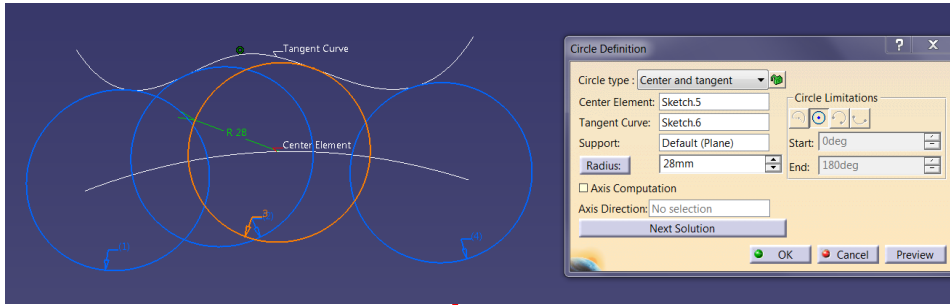 Tangent Curve
R 28
Center Element
3
Circle Definition
? X
Circle type : Center and tangent
Center Element: Sketch.5
Tangent Curve: Sketch.6
Support: Default (Plane)
Radius: 28mm
Axis Computation
Axis Direction: No selection
Next Solution
Circle Limitations
Start: 0deg
End: 180deg
OK Cancel Preview